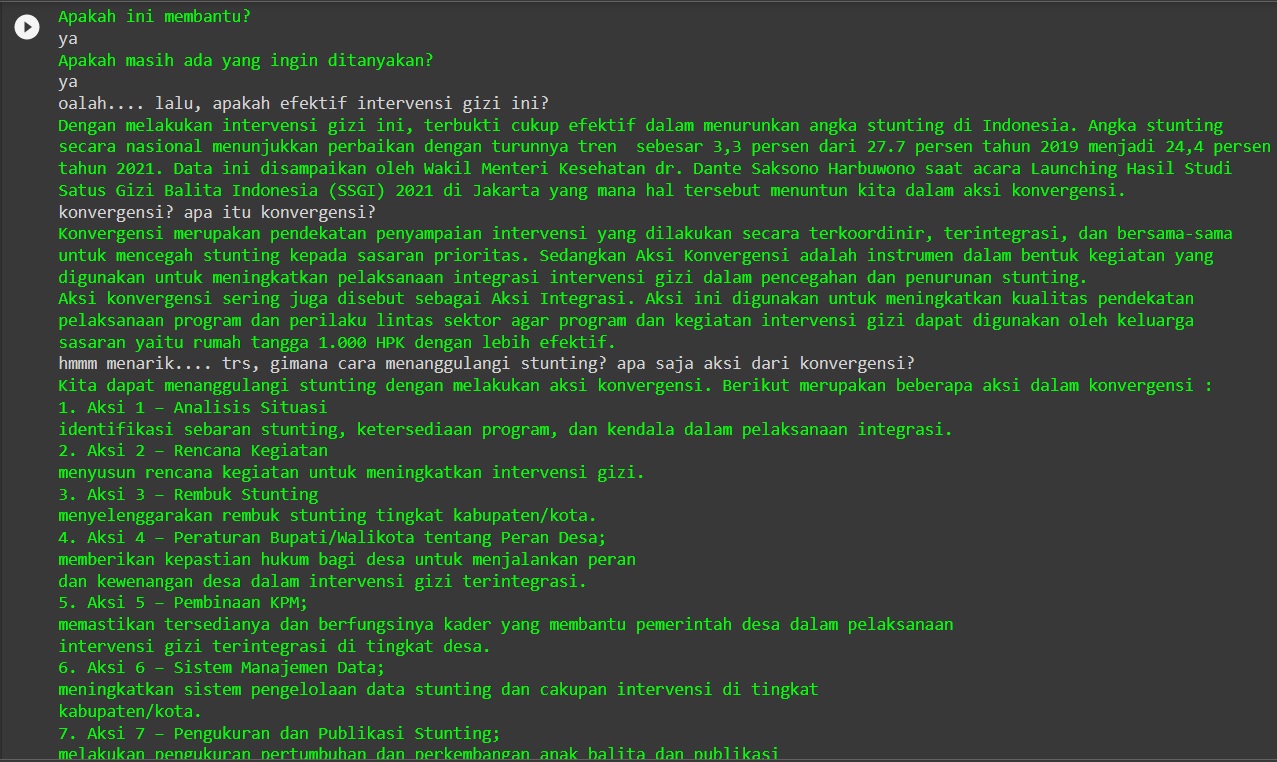 Apakah ini membantu?
ya
Apakah masih ada yang ingin ditanyakan?
ya
oalah.... lalu, apakah efektif intervensi gizi ini?
Dengan melakukan intervensi gizi ini, terbukti cukup efektif dalam menurunkan angka stunting di Indonesia. Angka stunting
secara nasional menunjukkan perbaikan dengan turunnya tren  sebesar 3,3 persen dari 27.7 persen tahun 2019 menjadi 24,4 persen
tahun 2021. Data ini disampaikan oleh Wakil Menteri Kesehatan dr. Dante Saksono Harbuwono saat acara Launching Hasil Studi
Satus Gizi Balita Indonesia (SSGI) 2021 di Jakarta yang mana hal tersebut menuntun kita dalam aksi konvergensi.
konvergensi? apa itu konvergensi?
Konvergensi merupakan pendekatan penyampaian intervensi yang dilakukan secara terkoordinir, terintegrasi, dan bersama-sama
untuk mencegah stunting kepada sasaran prioritas. Sedangkan Aksi Konvergensi adalah instrumen dalam bentuk kegiatan yang
digunakan untuk meningkatkan pelaksanaan integrasi intervensi gizi dalam pencegahan dan penurunan stunting.
Aksi konvergensi sering juga disebut sebagai Aksi Integrasi. Aksi ini digunakan untuk meningkatkan kualitas pendekatan
pelaksanaan program dan perilaku lintas sektor agar program dan kegiatan intervensi gizi dapat digunakan oleh keluarga
sasaran yaitu rumah tangga 1.000 HPK dengan lebih efektif.
hmmm menarik.... trs, gimana cara menanggulangi stunting? apa saja aksi dari konvergensi?
Kita dapat menanggulangi stunting dengan melakukan aksi konvergensi. Berikut merupakan beberapa aksi dalam konvergensi :
1. Aksi 1 – Analisis Situasi
identifikasi sebaran stunting, ketersediaan program, dan kendala dalam pelaksanaan integrasi.
2. Aksi 2 – Rencana Kegiatan
menyusun rencana kegiatan untuk meningkatkan intervensi gizi.
3. Aksi 3 – Rembuk Stunting
menyelenggarakan rembuk stunting tingkat kabupaten/kota.
4. Aksi 4 – Peraturan Bupati/Walikota tentang Peran Desa;
memberikan kepastian hukum bagi desa untuk menjalankan peran
dan kewenangan desa dalam intervensi gizi terintegrasi.
5. Aksi 5 – Pembinaan KPM;
memastikan tersedianya dan berfungsinya kader yang membantu pemerintah desa dalam pelaksanaan
intervensi gizi terintegrasi di tingkat desa.
6. Aksi 6 – Sistem Manajemen Data;
meningkatkan sistem pengelolaan data stunting dan cakupan intervensi di tingkat
kabupaten/kota.
7. Aksi 7 – Pengukuran dan Publikasi Stunting;
melakukan pengukuran pertumbuhan dan perkembangan anak balita dan publikasi